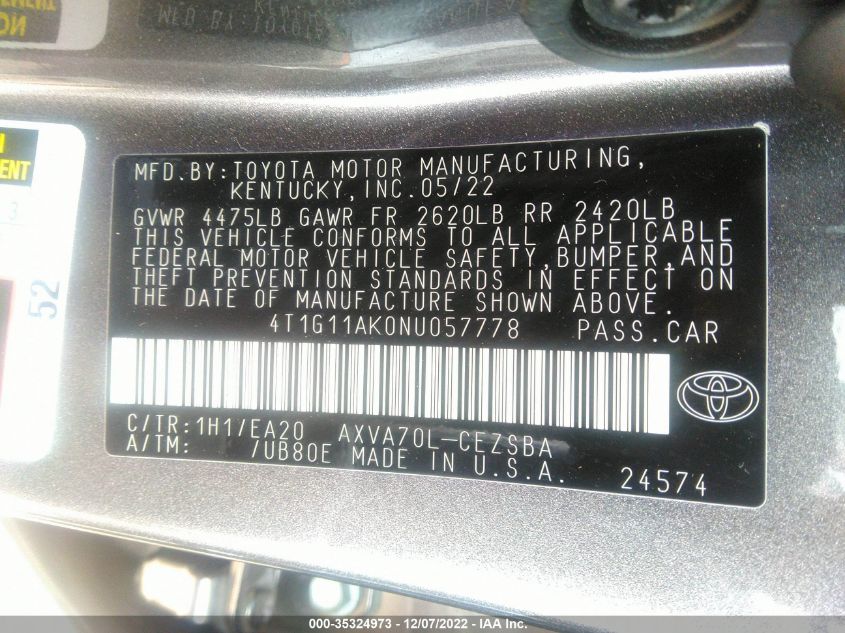 MFD.BY:TOYOTA MOTOR MANUFACTURING,
KENTUCKY,INC.05/22
GVWR 4475LB GAWR FR 2620LB RR 2420LB
THIS VEHICLE CONFORMS TO ALL APPLICABLE
FEDERAL MOTOR VEHICLE SAFETY,BUMPER,AND
THEFT PREVENTION STANDARDS IN EFFECT ON
THE DATE OF MANUFACTURE SHOWN ABOVE.
4T1G11AK0NU057778 PASS.CAR
C/TR:1H1/EA20 AXVA70L-CEZSBA
A/TM: /UB80E MADE IN U.S.A.
24574
52
3
000-35324973 - 12/07/2022 - IAA Inc.